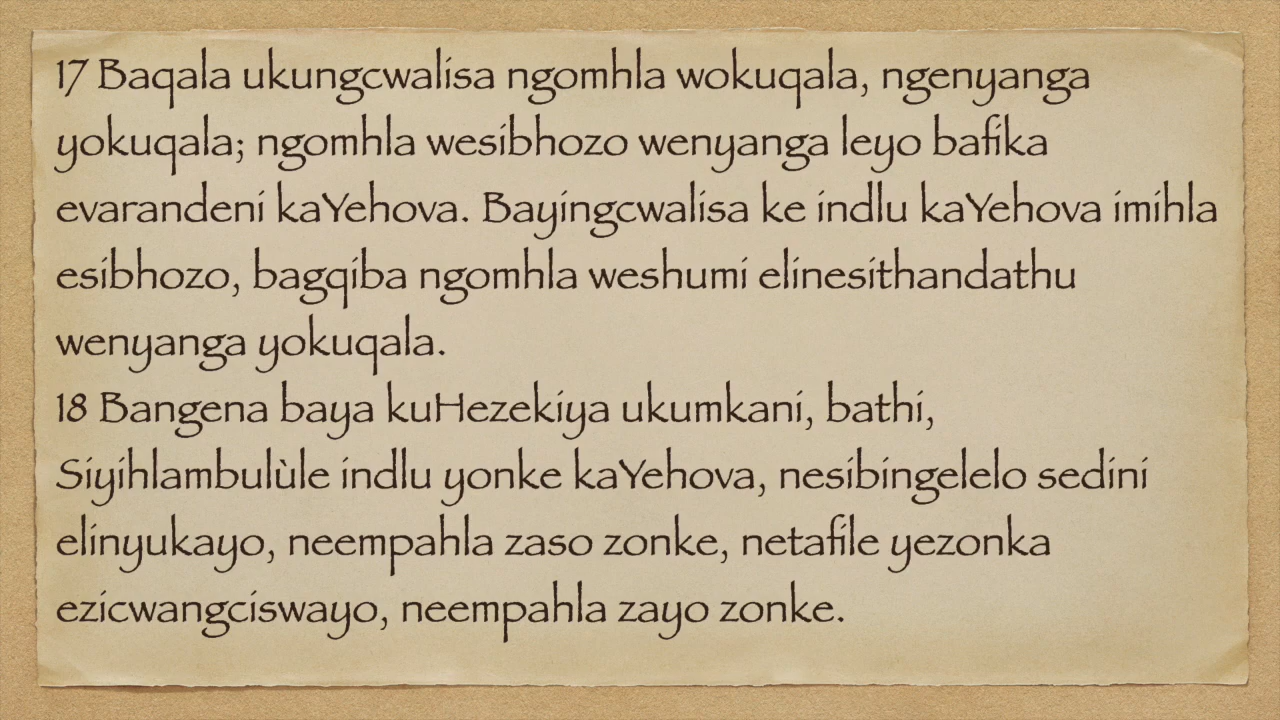 17 Baqala ukungcwalisa ngomhla wokuqala, ngenyanga
yokuqala; ngomhla wesibhozo wenyanga leyo bafika
evarandeni kaYehova. Bayingcwalisa ke indlu kaYehova imihla
esibhozo, bagqiba ngomhla weshumi elinesithandathu
wenyanga yokuqala.
18 Bangena baya kuHezekiya ukumkani, bathi,
Siyihlambulùle indlu yonke kaYehova, nesibingelelo sedini
elinyukayo, neempahla zaso zonke, netafile yezonka
ezicwangciswayo, neempahla zayo zonke.